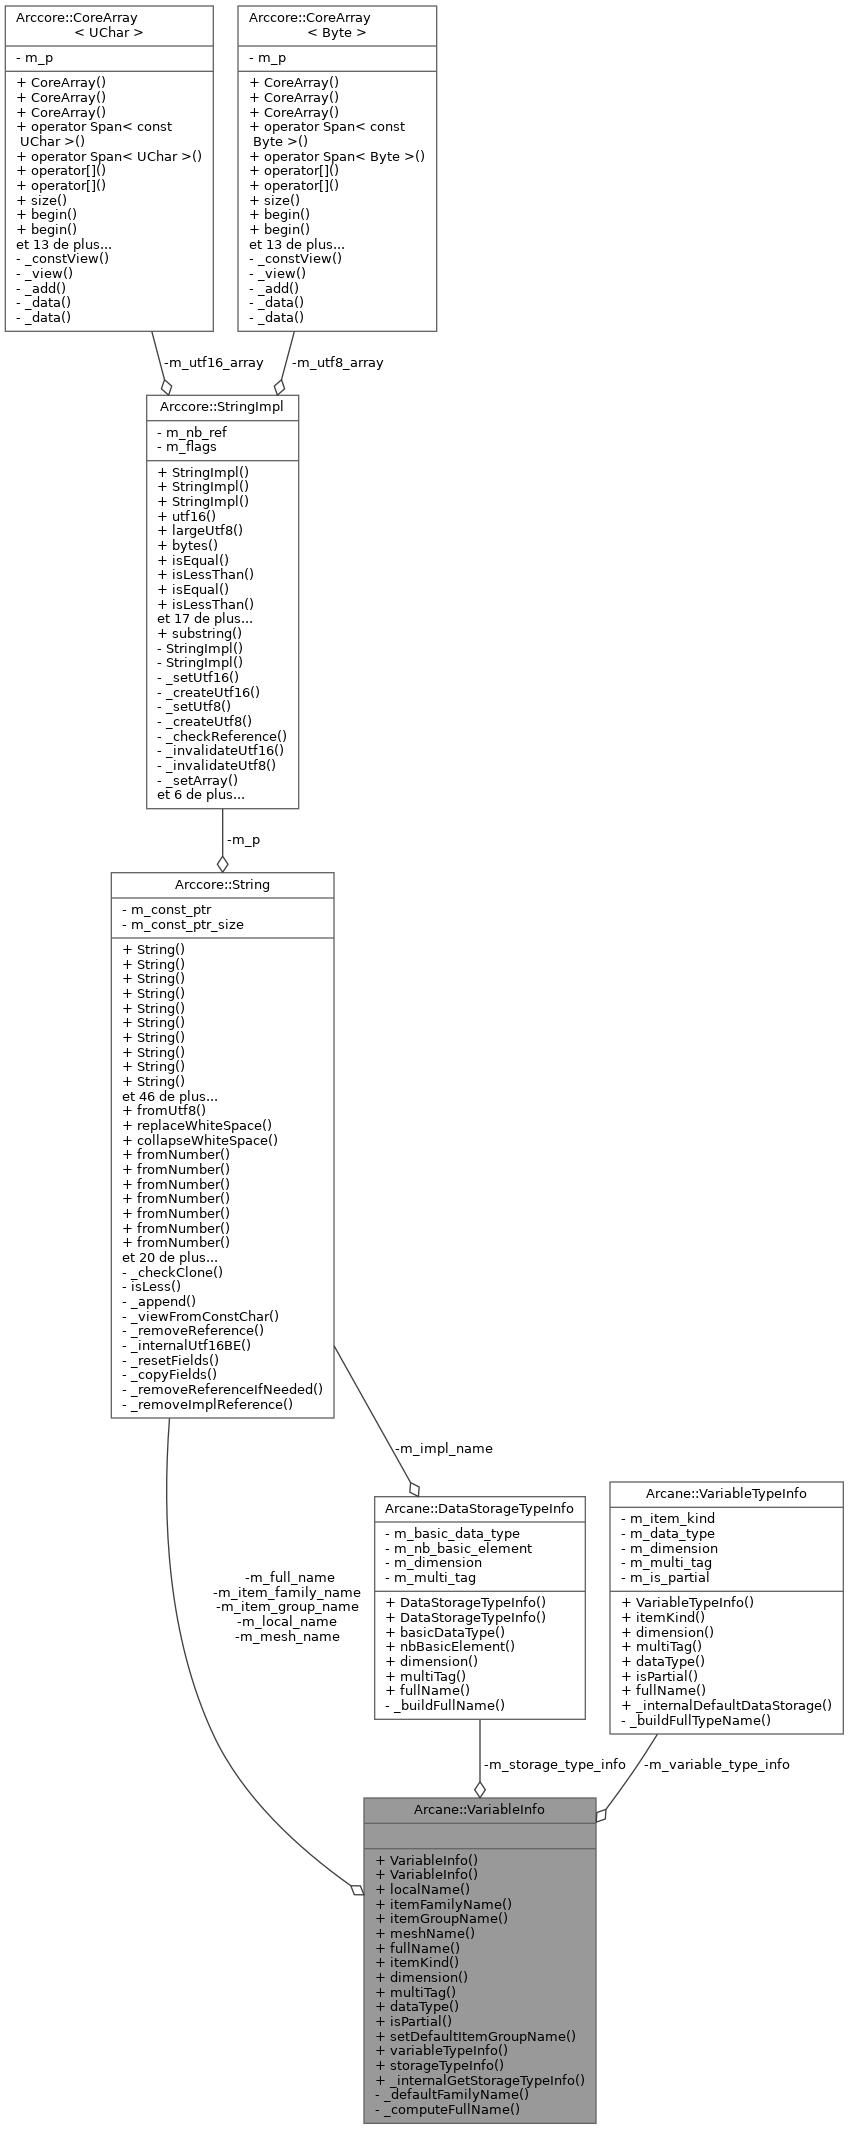 Arccore::CoreArray
< UChar >
- m_p
+ CoreArray()
+ CoreArray()
+ CoreArray()
+ operator Span< const
UChar >()
+ operator Span< UChar >()
+ operator[]()
+ operator[]()
+ size()
+ begin()
+ begin()
et 13 de plus...
- _constView()
- _view()
- _add()
- _data()
- _data()
Arccore::CoreArray
< Byte >
- m_p
+ CoreArray()
+ CoreArray()
+ CoreArray()
+ operator Span< const
Byte >()
+ operator Span< Byte >()
+ operator[]()
+ operator[]()
+ size()
+ begin()
+ begin()
et 13 de plus...
- _constView()
- _view()
- _add()
- _data()
- _data()
-m_utf16_array
-m_utf8_array
Arccore::StringImpl
- m_nb_ref
- m_flags
+ StringImpl()
+ StringImpl()
+ StringImpl()
+ utf16()
+ largeUtf8()
+ bytes()
+ isEqual()
+ isLessThan()
+ isEqual()
+ isLessThan()
et 17 de plus...
+ substring()
- StringImpl()
- StringImpl()
- _setUtf16()
- _createUtf16()
- _setUtf8()
- _createUtf8()
- _checkReference()
- _invalidateUtf16()
- _invalidateUtf8()
- _setArray()
et 6 de plus...
-m_p
Arccore::String
- m_const_ptr
- m_const_ptr_size
+ String()
+ String()
+ String()
+ String()
+ String()
+ String()
+ String()
+ String()
+ String()
+ String()
et 46 de plus...
+ fromUtf8()
+ replaceWhiteSpace()
+ collapseWhiteSpace()
+ fromNumber()
+ fromNumber()
+ fromNumber()
+ fromNumber()
+ fromNumber()
+ fromNumber()
+ fromNumber()
et 20 de plus...
- _checkClone()
- isLess()
- _append()
- _viewFromConstChar()
- _removeReference()
- _internalUtf16BE()
- _resetFields()
- _copyFields()
- _removeReferenceIfNeeded()
- _removeImplReference()
-m_impl_name
-m_full_name
-m_item_family_name
-m_item_group_name
-m_local_name
-m_mesh_name
Arcane::DataStorageTypeInfo
- m_basic_data_type
- m_nb_basic_element
- m_dimension
- m_multi_tag
+ DataStorageTypeInfo()
+ DataStorageTypeInfo()
+ basicDataType()
+ nbBasicElement()
+ dimension()
+ multiTag()
+ fullName()
- _buildFullName()
Arcane::VariableTypeInfo
- m_item_kind
- m_data_type
- m_dimension
- m_multi_tag
- m_is_partial
+ VariableTypeInfo()
+ itemKind()
+ dimension()
+ multiTag()
+ dataType()
+ isPartial()
+ fullName()
+ _internalDefaultDataStorage()
- _buildFullTypeName()
-m_storage_type_info
-m_variable_type_info
Arcane::VariableInfo
+ VariableInfo()
+ VariableInfo()
+ localName()
+ itemFamilyName()
+ itemGroupName()
+ meshName()
+ fullName()
+ itemKind()
+ dimension()
+ multiTag()
+ dataType()
+ isPartial()
+ setDefaultItemGroupName()
+ variableTypeInfo()
+ storageTypeInfo()
+ _internalGetStorageTypeInfo()
- _defaultFamilyName()
- _computeFullName()